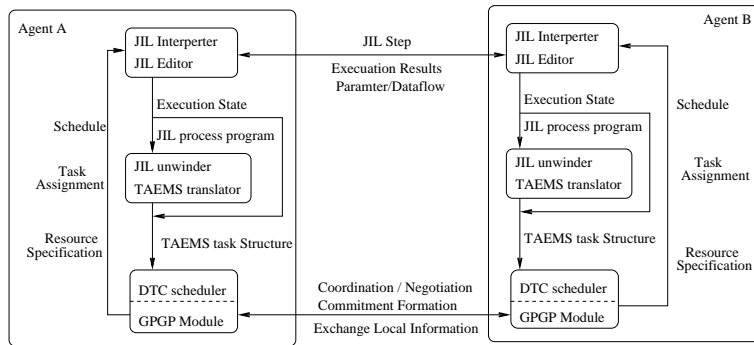 Agent A
JIL Interperter
JIL Editor
Execution State
JIL process program
JIL unwinder
TAEMS translator
TAEMS task Structure
DTC scheduler
GPGP Module
Schedule
Task
Assignment
Resource
Specification
JIL Step
Execuation Results
Paramter/Dataflow
Coordination / Negotiation
Commitment Formation
Exchange Local Information
Agent B
JIL Interperter
JIL Editor
Execution State
JIL process program
JIL unwinder
TAEMS translator
TAEMS task Structure
DTC scheduler
GPGP Module
Schedule
Task
Assignment
Resource
Specification